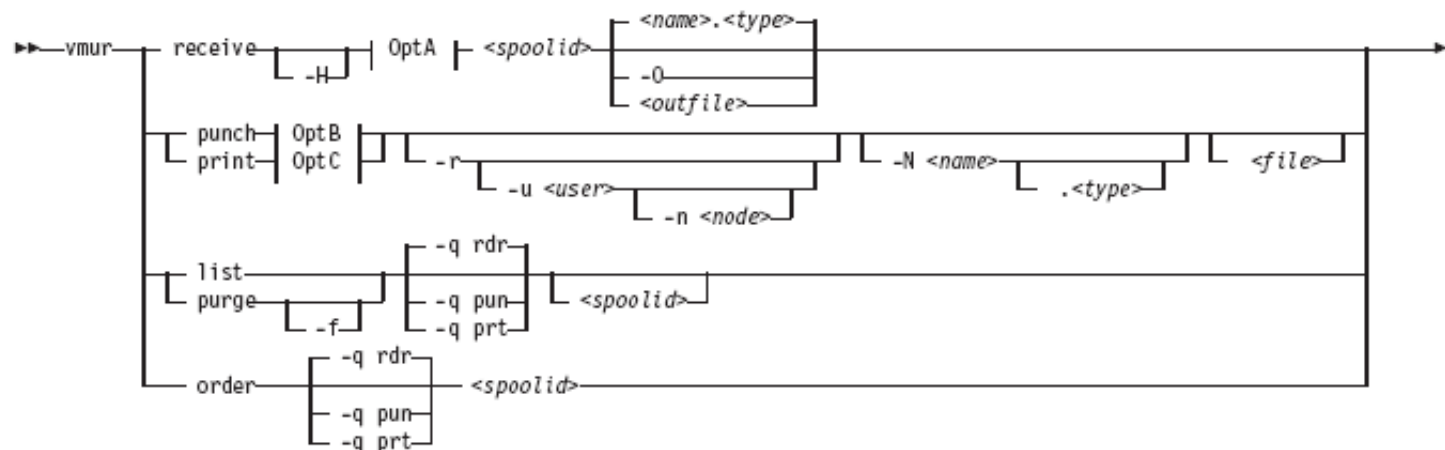 <name>.<type>
vmur receive OptA <spoolid>
-H -O
<outfile>
punch OptB
print OptC -r -N <name> <file>
-u <user> .<type>
-n <node>
-q rdr
list
purge -q pun <spoolid>
-f -q prt
-q rdr
order <spoolid>
-q pun
-q prt